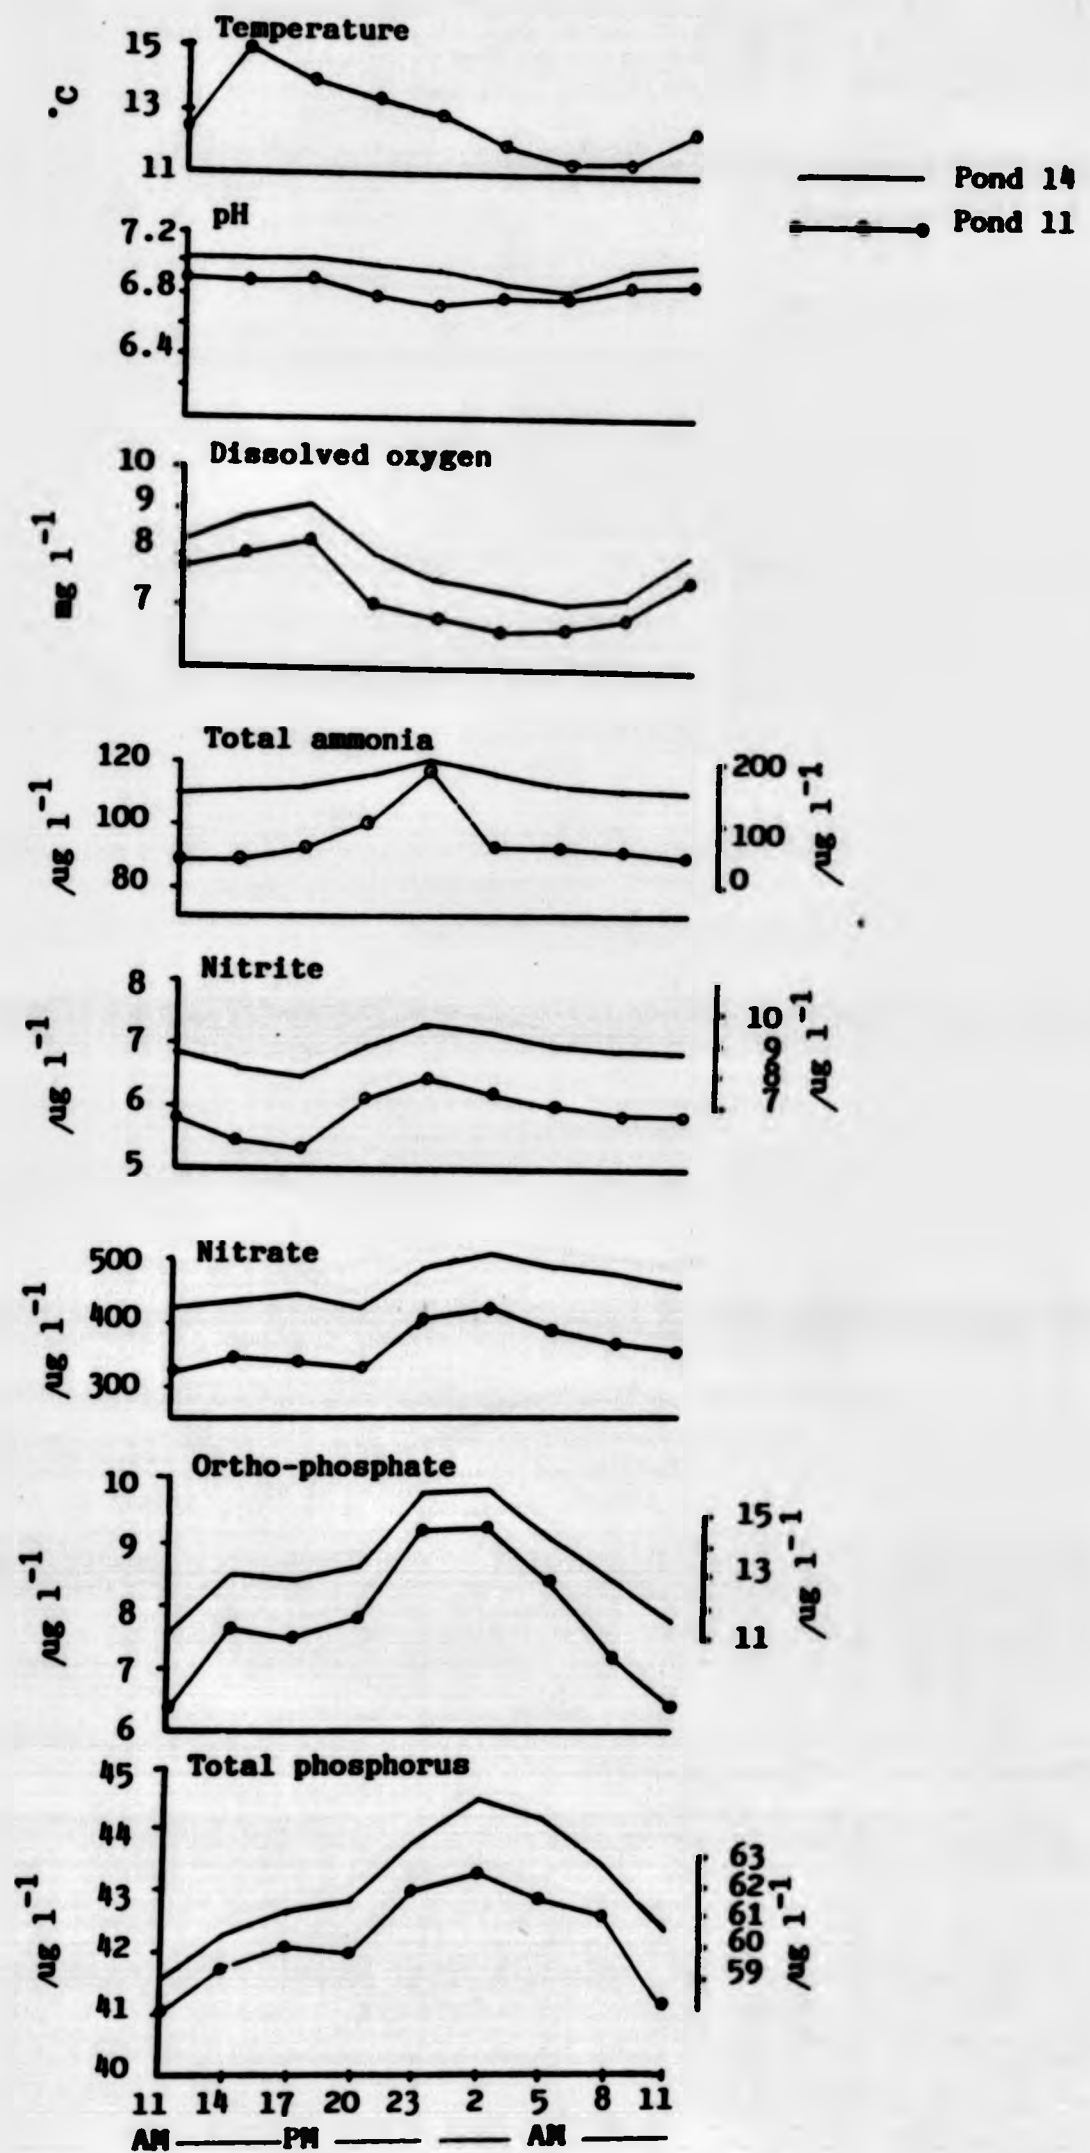 Temperature
15
13
11
°C
Pond 14
Pond 11
pH
7.2
6.8
6.4
Dissolved oxygen
10
9
8
7
mg l⁻¹
Total ammonia
120
100
80
µg l⁻¹
200
100
0
µg l⁻¹
Nitrite
8
7
6
5
µg l⁻¹
10
9
8
7
µg l⁻¹
Nitrate
500
400
300
µg l⁻¹
Ortho-phosphate
10
9
8
7
6
µg l⁻¹
15
13
11
µg l⁻¹
Total phosphorus
45
44
43
42
41
40
µg l⁻¹
63
62
61
60
59
µg l⁻¹
11 14 17 20 23 2 5 8 11
AM PM AM